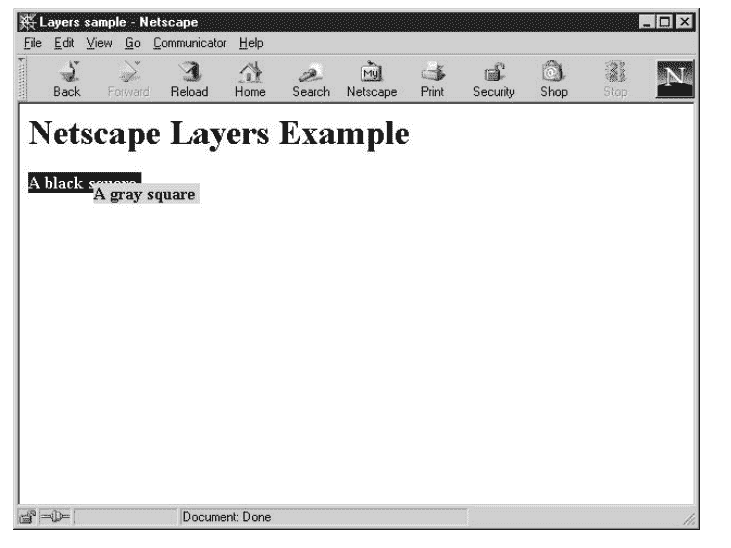 Layers sample - Netscape
File Edit View Go Communicator Help
Back Forward Reload Home Search Netscape Print Security Shop Stop
My
N
Netscape Layers Example
A black square
A gray square
Document: Done